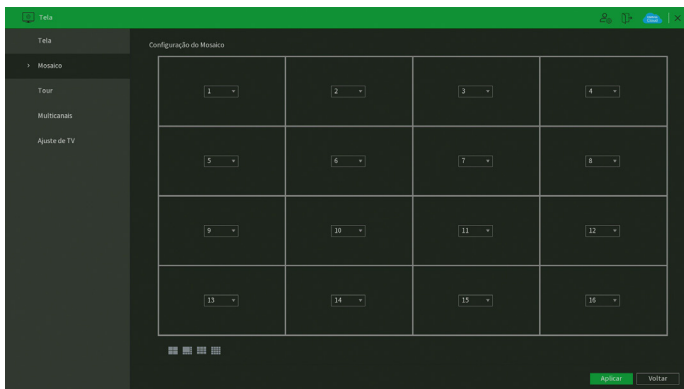 Tela
Tela
Configuração do Mosaico
Mosaico
Tour
Multicanais
Ajuste de TV
1 2 3 4
5 6 7 8
9 10 11 12
13 14 15 16
Aplicar Voltar